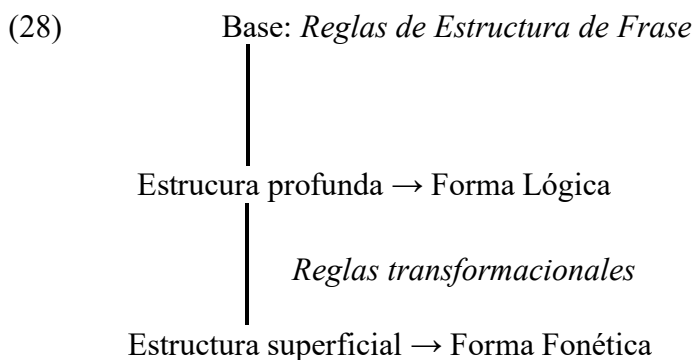 (28) Base: Reglas de Estructura de Frase
Estrucura profunda → Forma Lógica
Reglas transformacionales
Estructura superficial → Forma Fonética